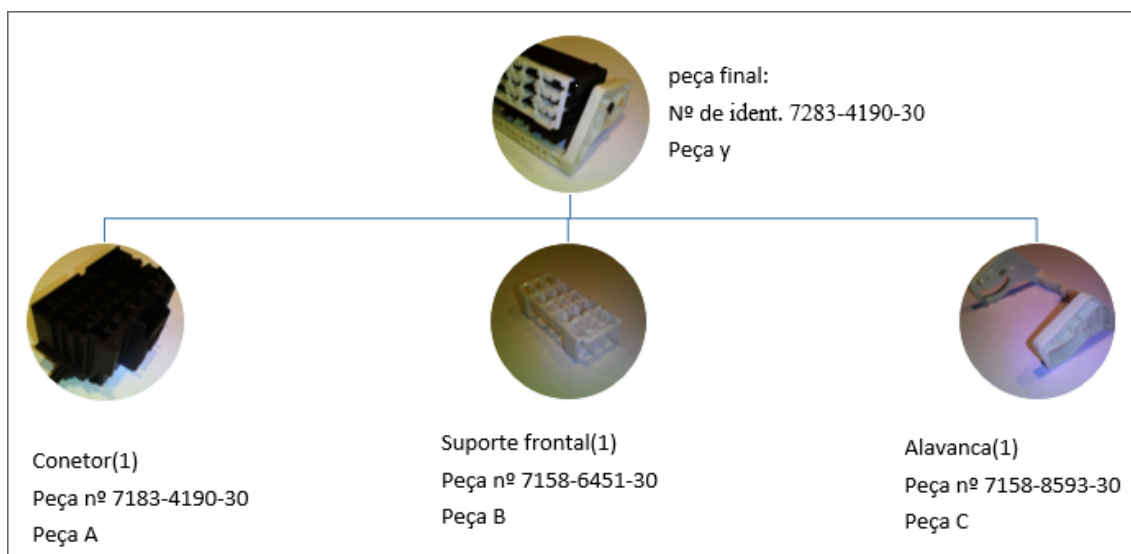 peça final:
Nº de ident. 7283-4190-30
Peça y
Conetor(1)
Peça nº 7183-4190-30
Peça A
Suporte frontal(1)
Peça nº 7158-6451-30
Peça B
Alavanca(1)
Peça nº 7158-8593-30
Peça C